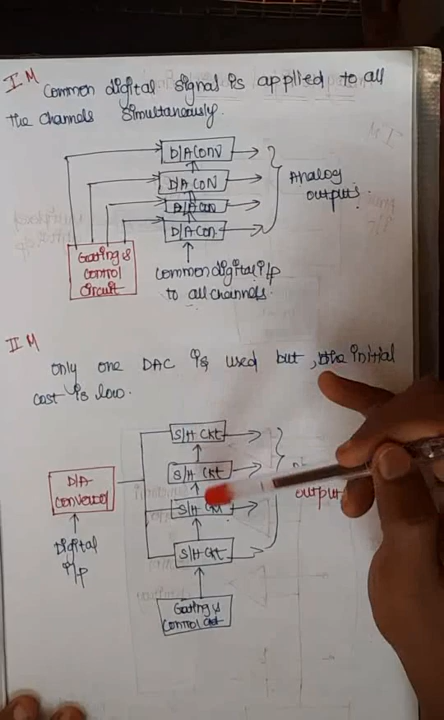 I M Common digital signal is applied to all
the channels simultaneously.
D/A CONV
D/A CON
D/A CON
D/A CON.
Analog
outputs.
Gating &
control
circuit
Common digital i/p
to all channels.
II M
only one DAC is used but, the initial
cost is low.
S/H CKt
S/H CKt
S/H CKt
S/H CKt
D/A
Converter
Digital
i/p
output
Gating &
control ckt